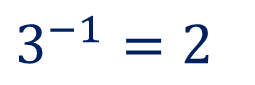 3⁻¹ = 2